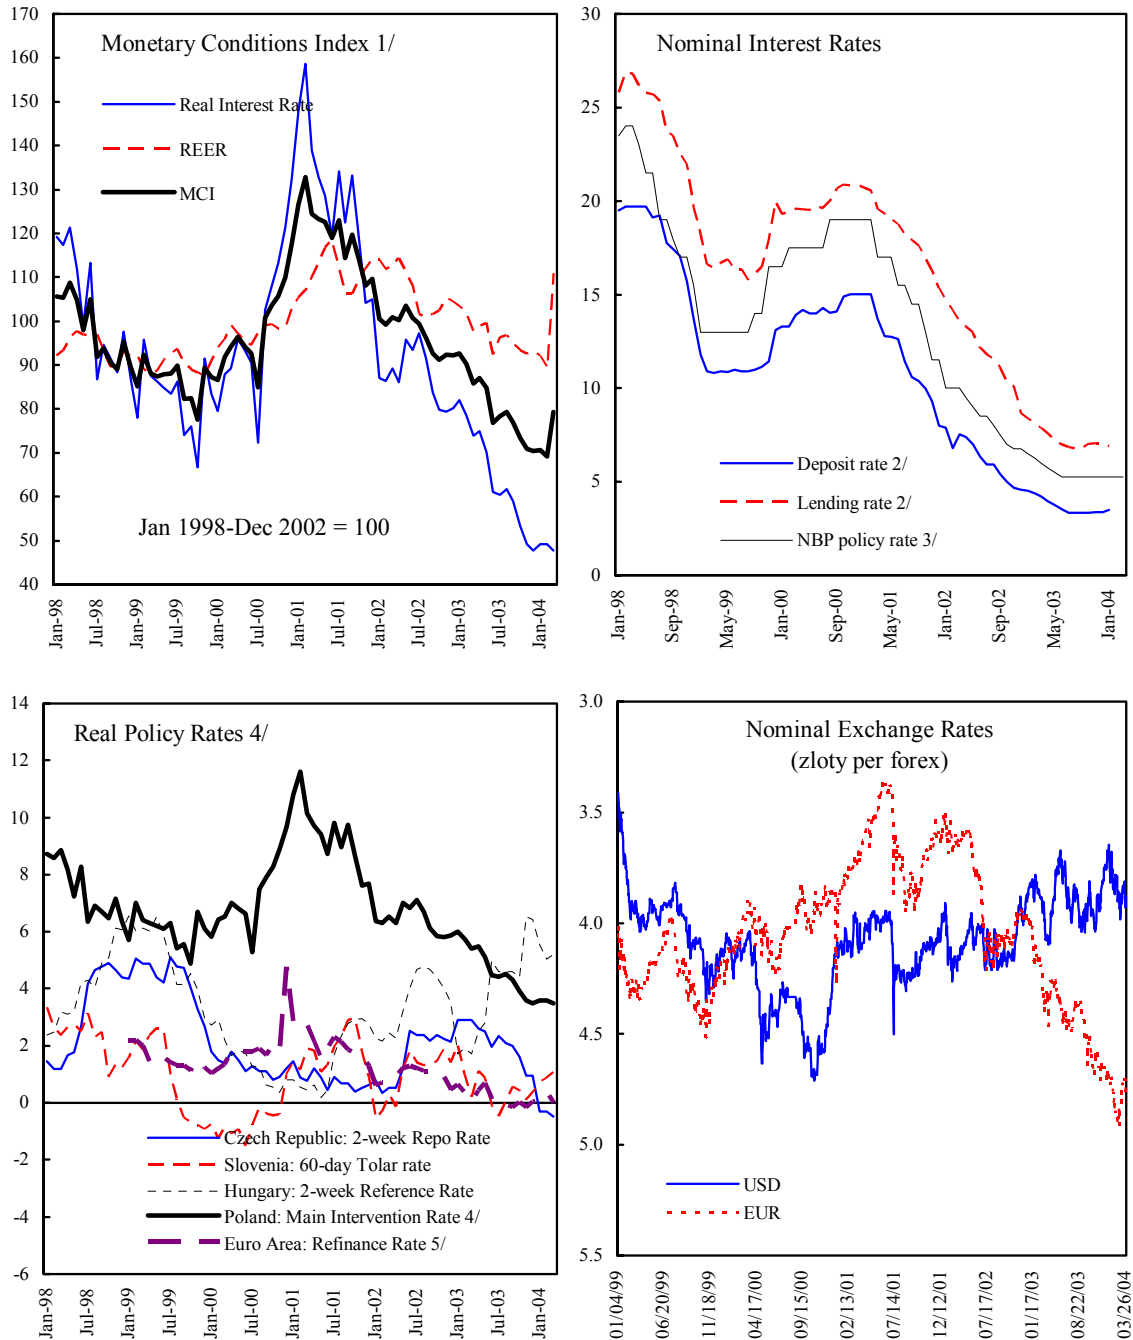 Monetary Conditions Index 1/
170
160
150
140
130
120
110
100
90
80
70
60
50
40
Real Interest Rate
REER
MCI
Jan 1998-Dec 2002 = 100
Jan-98
Jul-98
Jan-99
Jul-99
Jan-00
Jul-00
Jan-01
Jul-01
Jan-02
Jul-02
Jan-03
Jul-03
Jan-04
Nominal Interest Rates
30
25
20
15
10
5
0
Deposit rate 2/
Lending rate 2/
NBP policy rate 3/
Jan-98
Sep-98
May-99
Jan-00
Sep-00
May-01
Jan-02
Sep-02
May-03
Jan-04
Real Policy Rates 4/
14
12
10
8
6
4
2
0
-2
-4
-6
Czech Republic: 2-week Repo Rate
Slovenia: 60-day Tolar rate
Hungary: 2-week Reference Rate
Poland: Main Intervention Rate 4/
Euro Area: Refinance Rate 5/
Jan-98
Jul-98
Jan-99
Jul-99
Jan-00
Jul-00
Jan-01
Jul-01
Jan-02
Jul-02
Jan-03
Jul-03
Jan-04
Nominal Exchange Rates
(zloty per forex)
3.0
3.5
4.0
4.5
5.0
5.5
USD
EUR
01/04/99
06/20/99
11/18/99
04/17/00
09/15/00
02/13/01
07/14/01
12/12/01
07/17/02
01/17/03
08/22/03
03/26/04